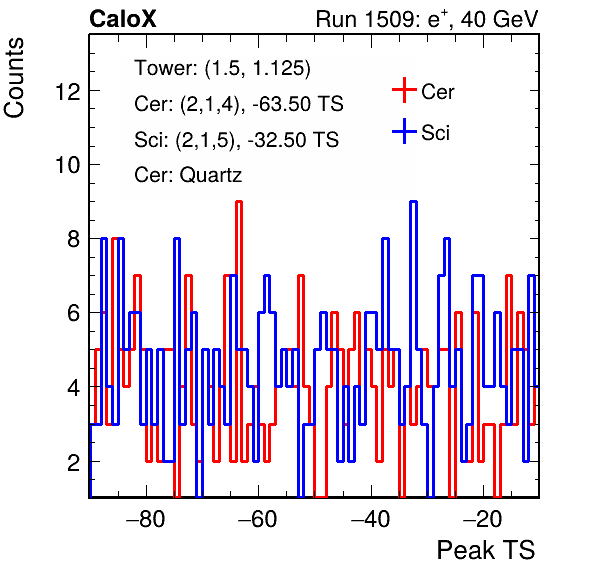 CaloX Run 1509: e⁺, 40 GeV
Counts
Tower: (1.5, 1.125)
Cer: (2,1,4), -63.50 TS
Sci: (2,1,5), -32.50 TS
Cer: Quartz
Cer
Sci
12
10
8
6
4
2
−80 −60 −40 −20
Peak TS